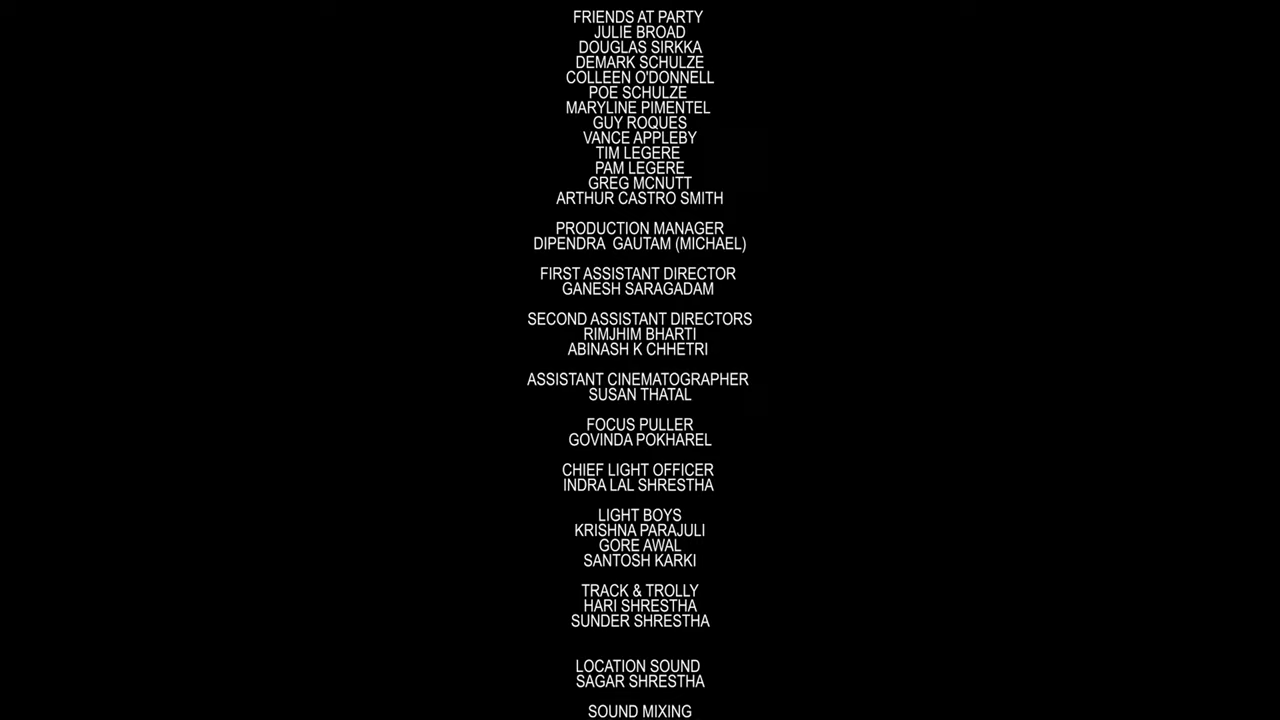 FRIENDS AT PARTY
JULIE BROAD
DOUGLAS SIRKKA
DEMARK SCHULZE
COLLEEN O'DONNELL
POE SCHULZE
MARYLINE PIMENTEL
GUY ROQUES
VANCE APPLEBY
TIM LEGERE
PAM LEGERE
GREG MCNUTT
ARTHUR CASTRO SMITH
PRODUCTION MANAGER
DIPENDRA GAUTAM (MICHAEL)
FIRST ASSISTANT DIRECTOR
GANESH SARAGADAM
SECOND ASSISTANT DIRECTORS
RIMJHIM BHARTI
ABINASH K CHHETRI
ASSISTANT CINEMATOGRAPHER
SUSAN THATAL
FOCUS PULLER
GOVINDA POKHAREL
CHIEF LIGHT OFFICER
INDRA LAL SHRESTHA
LIGHT BOYS
KRISHNA PARAJULI
GORE AWAL
SANTOSH KARKI
TRACK & TROLLY
HARI SHRESTHA
SUNDER SHRESTHA
LOCATION SOUND
SAGAR SHRESTHA
SOUND MIXING